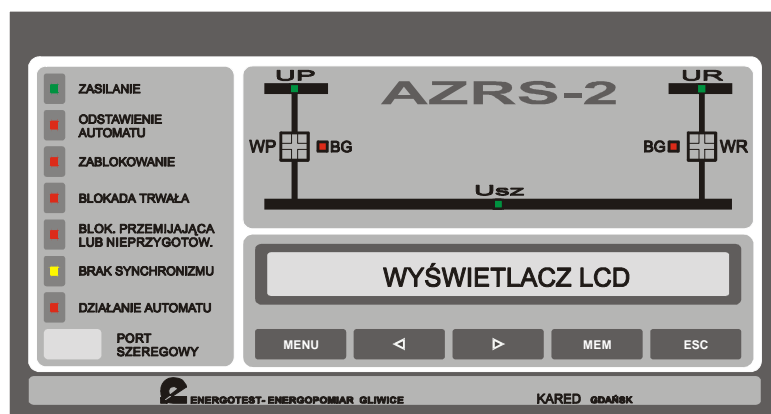 ZASILANIE
ODSTAWIENIE
AUTOMATU
ZABLOKOWANIE
BLOKADA TRWAŁA
BLOK. PRZEMIJAJĄCA
LUB NIEPRZYGOTOW.
BRAK SYNCHRONIZMU
DZIAŁANIE AUTOMATU
PORT
SZEREGOWY
UP
AZRS-2
UR
WP
BG
BG
WR
Usz
WYŚWIETLACZ LCD
MENU
MEM
ESC
ENERGOTEST- ENERGOPOMIAR GLIWICE
KARED GDAŃSK